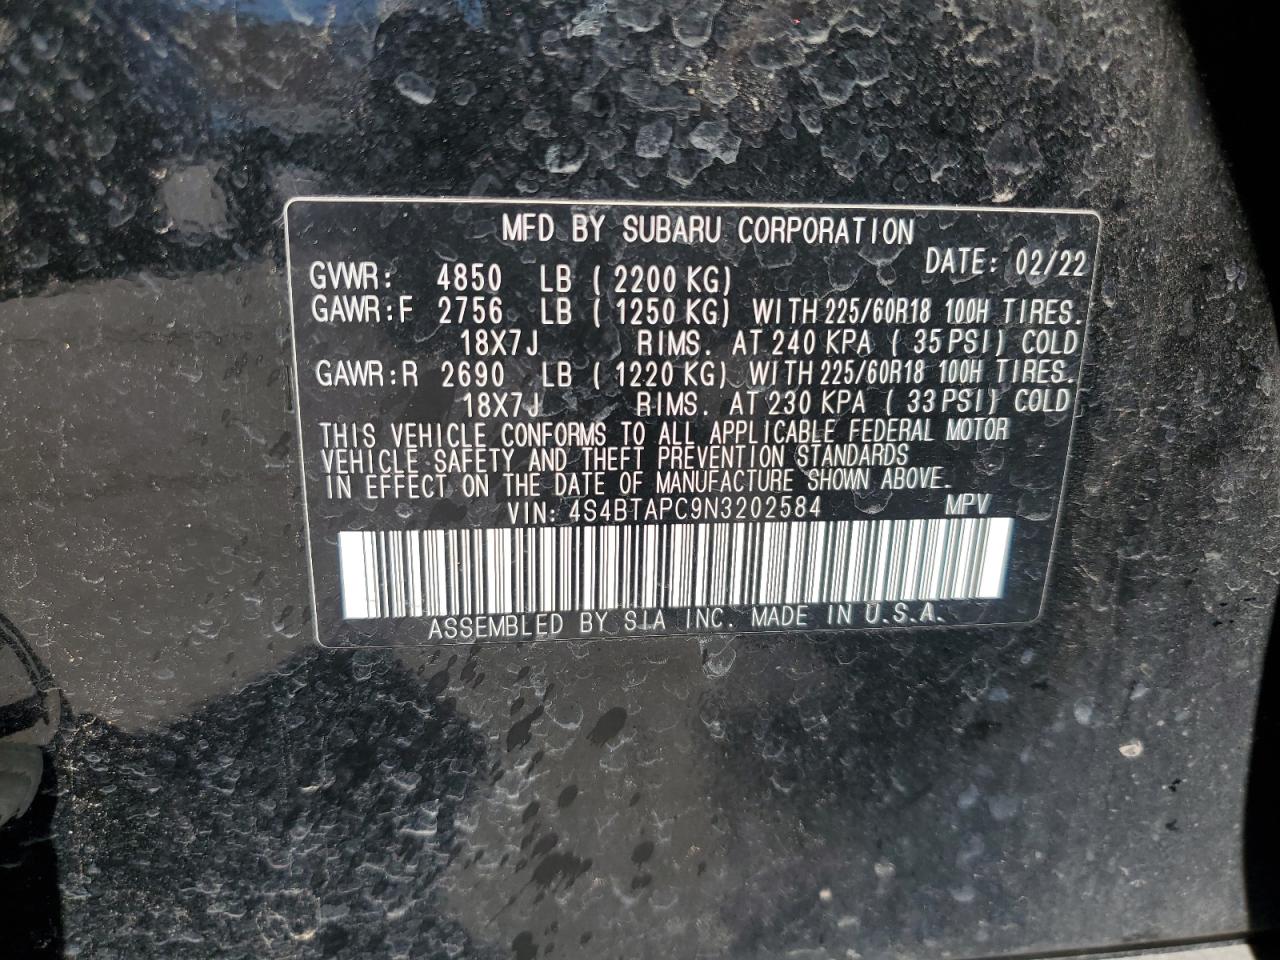 MFD BY SUBARU CORPORATION
DATE: 02/22
GVWR: 4850 LB ( 2200 KG)
GAWR:F 2756 LB ( 1250 KG) WITH 225/60R18 100H TIRES.
18X7J RIMS. AT 240 KPA ( 35 PSI) COLD
GAWR:R 2690 LB ( 1220 KG) WITH 225/60R18 100H TIRES.
18X7J RIMS. AT 230 KPA ( 33 PSI) COLD
THIS VEHICLE CONFORMS TO ALL APPLICABLE FEDERAL MOTOR
VEHICLE SAFETY AND THEFT PREVENTION STANDARDS
IN EFFECT ON THE DATE OF MANUFACTURE SHOWN ABOVE.
VIN: 4S4BTAPC9N3202584 MPV
ASSEMBLED BY SIA INC. MADE IN U.S.A.